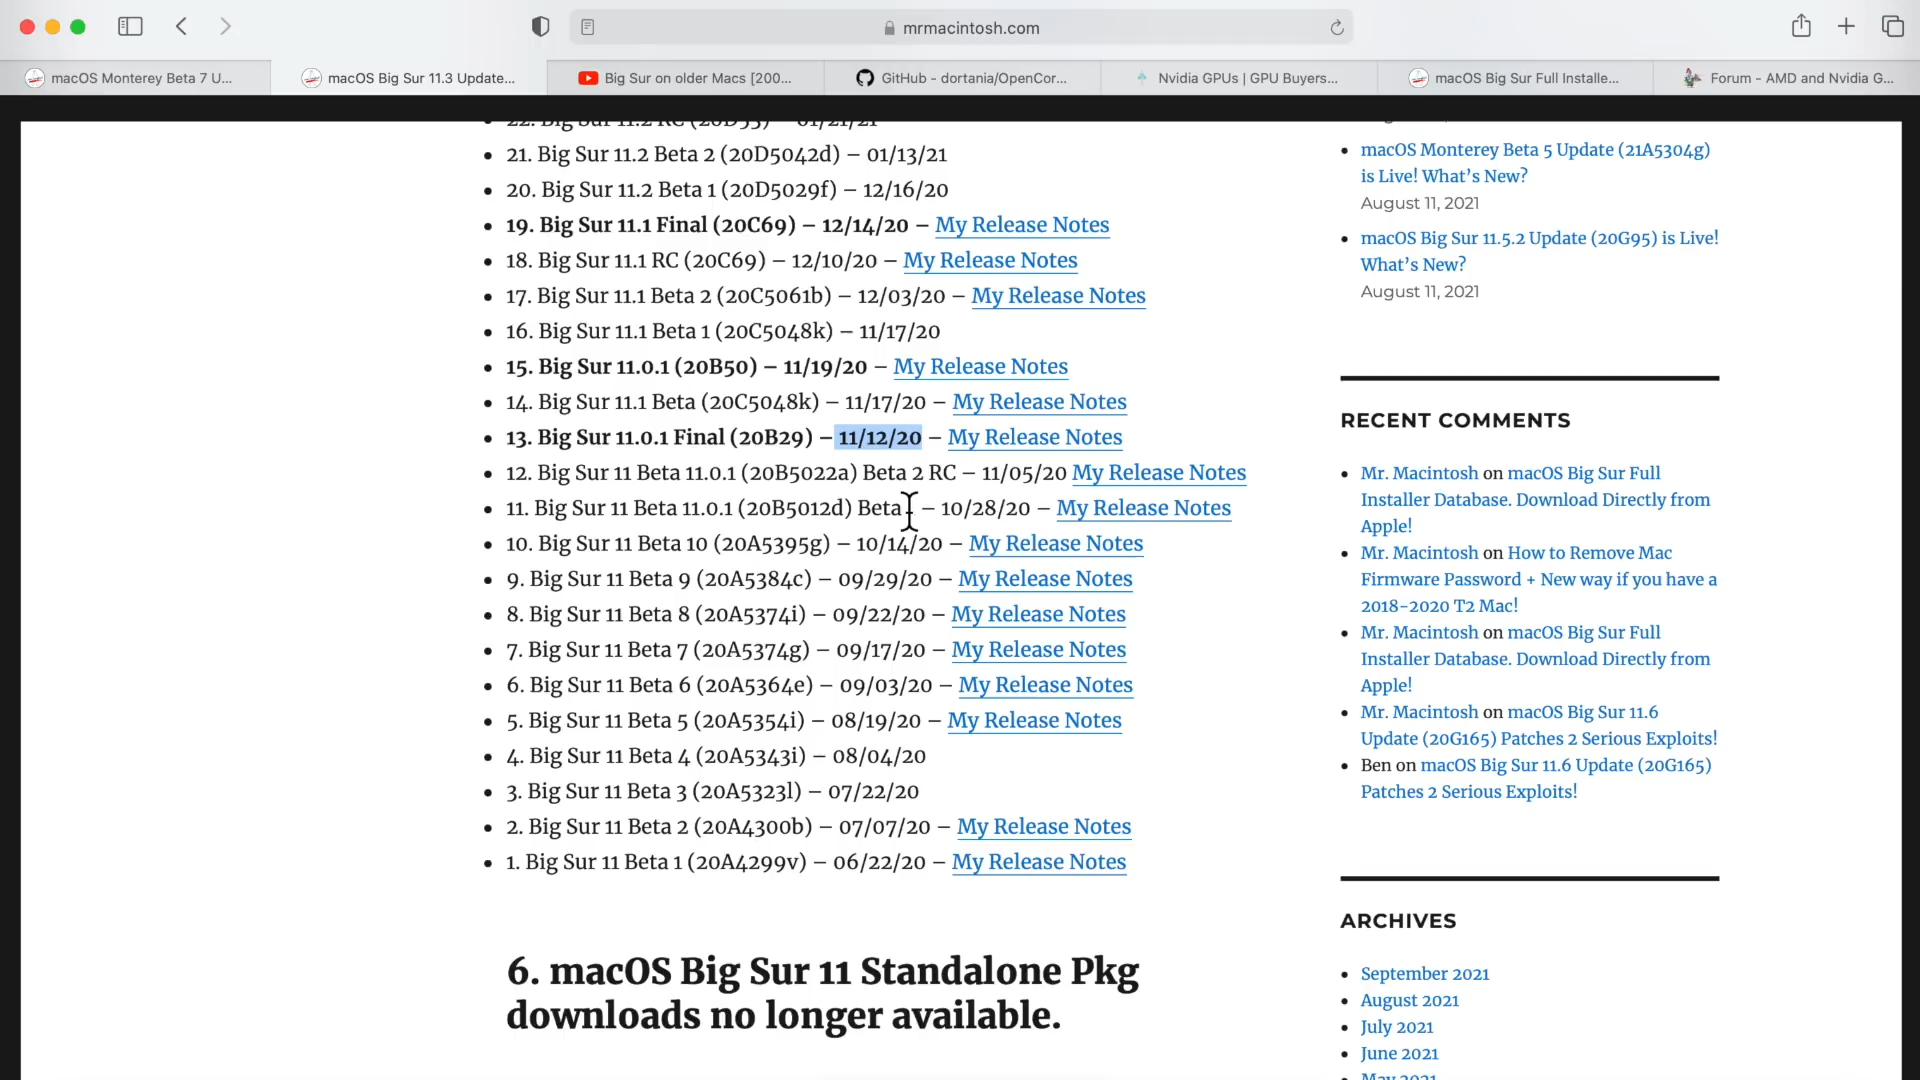 mrmacintosh.com
macOS Monterey Beta 7 U...
macOS Big Sur 11.3 Update...
Big Sur on older Macs [200...
GitHub - dortania/OpenCor...
Nvidia GPUs | GPU Buyers...
macOS Big Sur Full Installe...
Forum - AMD and Nvidia G...
22. Big Sur 11.2 RC (20D53) – 01/21/21
21. Big Sur 11.2 Beta 2 (20D5042d) – 01/13/21
20. Big Sur 11.2 Beta 1 (20D5029f) – 12/16/20
19. Big Sur 11.1 Final (20C69) – 12/14/20 – My Release Notes
18. Big Sur 11.1 RC (20C69) – 12/10/20 – My Release Notes
17. Big Sur 11.1 Beta 2 (20C5061b) – 12/03/20 – My Release Notes
16. Big Sur 11.1 Beta 1 (20C5048k) – 11/17/20
15. Big Sur 11.0.1 (20B50) – 11/19/20 – My Release Notes
14. Big Sur 11.1 Beta (20C5048k) – 11/17/20 – My Release Notes
13. Big Sur 11.0.1 Final (20B29) – 11/12/20 – My Release Notes
12. Big Sur 11 Beta 11.0.1 (20B5022a) Beta 2 RC – 11/05/20 My Release Notes
11. Big Sur 11 Beta 11.0.1 (20B5012d) Beta – 10/28/20 – My Release Notes
10. Big Sur 11 Beta 10 (20A5395g) – 10/14/20 – My Release Notes
9. Big Sur 11 Beta 9 (20A5384c) – 09/29/20 – My Release Notes
8. Big Sur 11 Beta 8 (20A5374i) – 09/22/20 – My Release Notes
7. Big Sur 11 Beta 7 (20A5374g) – 09/17/20 – My Release Notes
6. Big Sur 11 Beta 6 (20A5364e) – 09/03/20 – My Release Notes
5. Big Sur 11 Beta 5 (20A5354i) – 08/19/20 – My Release Notes
4. Big Sur 11 Beta 4 (20A5343i) – 08/04/20
3. Big Sur 11 Beta 3 (20A5323l) – 07/22/20
2. Big Sur 11 Beta 2 (20A4300b) – 07/07/20 – My Release Notes
1. Big Sur 11 Beta 1 (20A4299v) – 06/22/20 – My Release Notes
6. macOS Big Sur 11 Standalone Pkg
downloads no longer available.
macOS Monterey Beta 5 Update (21A5304g)
is Live! What's New?
August 11, 2021
macOS Big Sur 11.5.2 Update (20G95) is Live!
What's New?
August 11, 2021
RECENT COMMENTS
Mr. Macintosh on macOS Big Sur Full
Installer Database. Download Directly from
Apple!
Mr. Macintosh on How to Remove Mac
Firmware Password + New way if you have a
2018-2020 T2 Mac!
Mr. Macintosh on macOS Big Sur Full
Installer Database. Download Directly from
Apple!
Mr. Macintosh on macOS Big Sur 11.6
Update (20G165) Patches 2 Serious Exploits!
Ben on macOS Big Sur 11.6 Update (20G165)
Patches 2 Serious Exploits!
ARCHIVES
September 2021
August 2021
July 2021
June 2021
May 2021